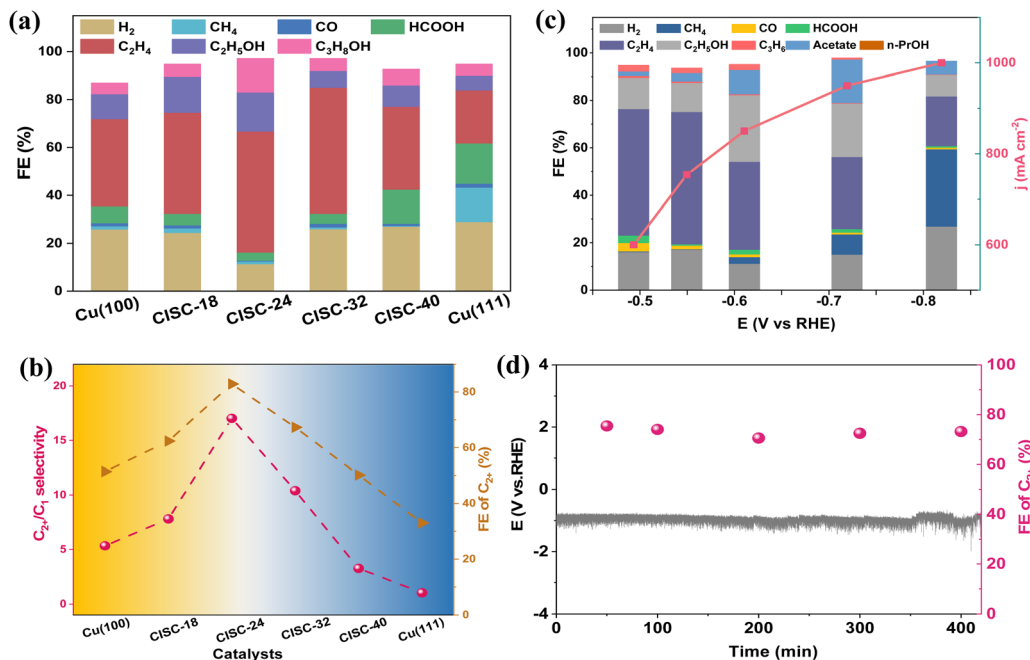 (a)
H₂ CH₄ CO HCOOH
C₂H₄ C₂H₅OH C₃H₈OH
100
80
60
40
20
0
FE (%)
Cu(100) CISC-18 CISC-24 CISC-32 CISC-40 Cu(111)
(c)
H₂ CH₄ CO HCOOH
C₂H₄ C₂H₅OH C₃H₆ Acetate n-PrOH
100
80
60
40
20
0
FE (%)
1000
800
600
j (mA cm⁻²)
-0.5 -0.6 -0.7 -0.8
E (V vs RHE)
(b)
20
15
10
5
0
C₂₊/C₁ selectivity
80
60
40
20
0
FE of C₂₊ (%)
Cu(100) CISC-18 CISC-24 CISC-32 CISC-40 Cu(111)
Catalysts
(d)
4
2
0
-2
-4
E (V vs.RHE)
100
80
60
40
20
0
FE of C₂₊ (%)
0 100 200 300 400
Time (min)